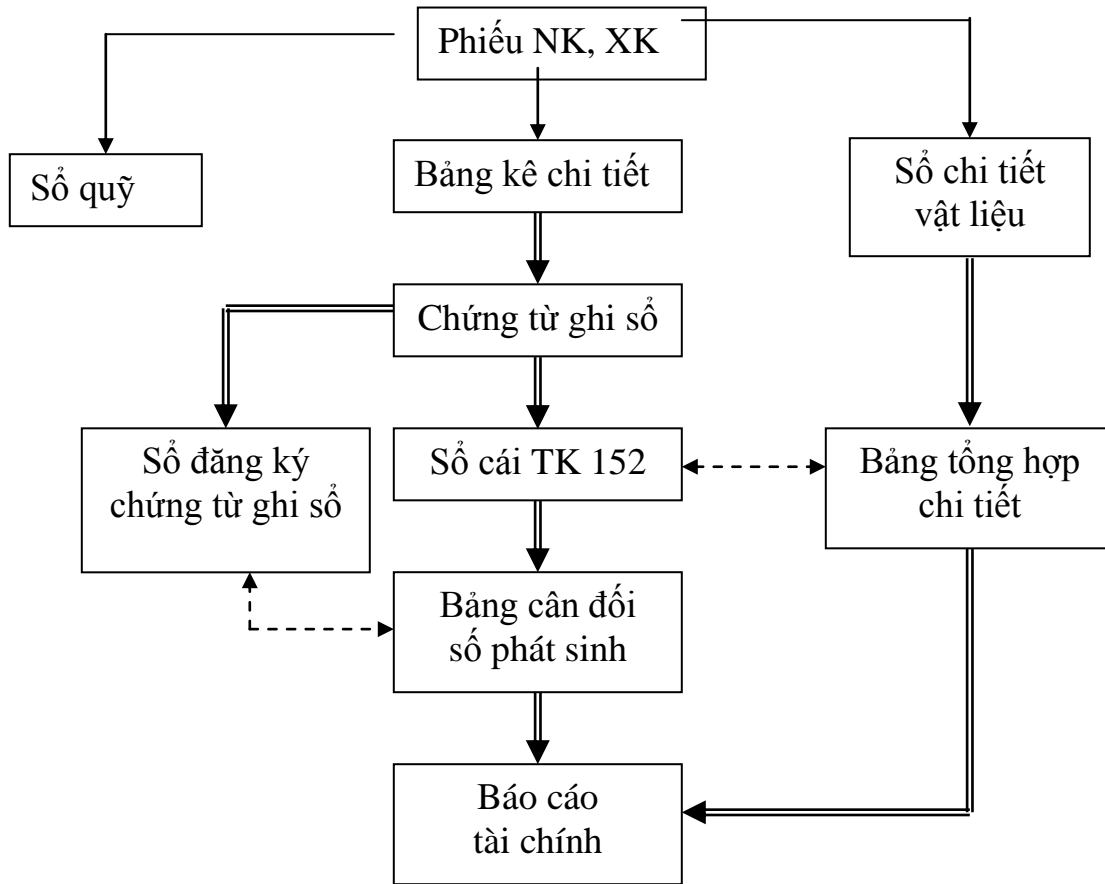 Phiếu NK, XK
Sổ quỹ
Bảng kê chi tiết
Sổ chi tiết
vật liệu
Chứng từ ghi sổ
Sổ đăng ký
chứng từ ghi sổ
Sổ cái TK 152
Bảng tổng hợp
chi tiết
Bảng cân đối
số phát sinh
Báo cáo
tài chính